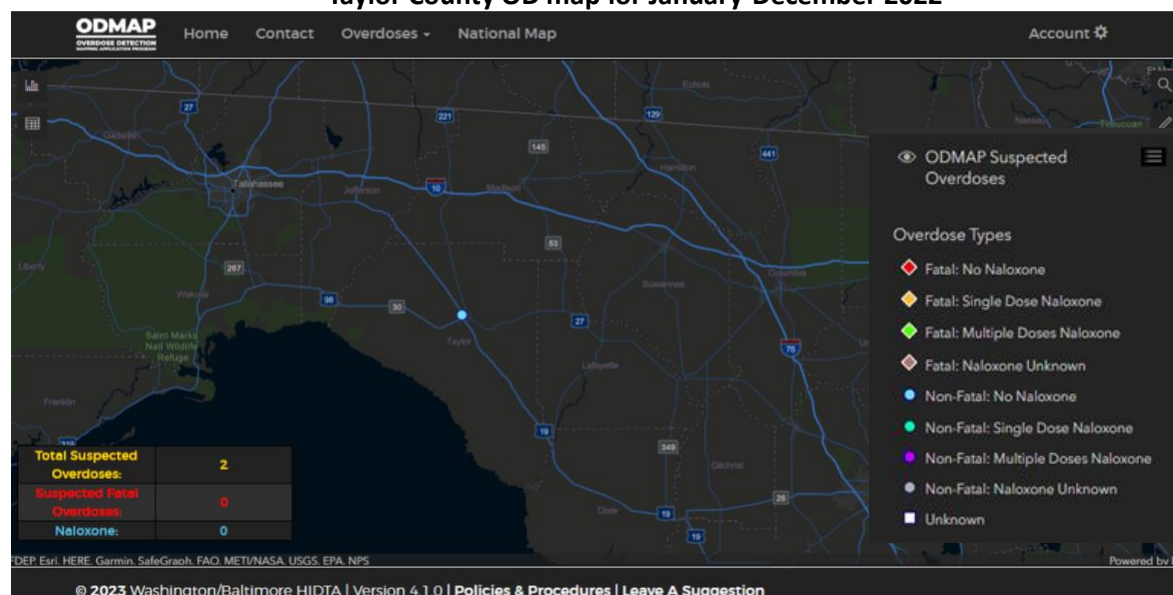 Taylor County OD map for January-December 2022
ODMAP
OVERDOSE DETECTION
MAPPING APPLICATION PROGRAM
Home Contact Overdoses National Map Account
Echols
27
221
129
Nassau
Timucuan
Gadsden
145
441
Hamilton
Tallahassee
Jefferson
10
Madison
53
Liberty
267
Suwannee
Columbia
Wakulla
98
30
Taylor
27
Saint Marks
Natl Wildlife
Refuge
75
Lafayette
Franklin
319
19
349
Gilchrist
Dixie
26
19
19
ODMAP Suspected
Overdoses
Overdose Types
Fatal: No Naloxone
Fatal: Single Dose Naloxone
Fatal: Multiple Doses Naloxone
Fatal: Naloxone Unknown
Non-Fatal: No Naloxone
Non-Fatal: Single Dose Naloxone
Non-Fatal: Multiple Doses Naloxone
Non-Fatal: Naloxone Unknown
Unknown
Total Suspected
Overdoses: 2
Suspected Fatal
Overdoses: 0
Naloxone: 0
FDEP, Esri, HERE, Garmin, SafeGraph, FAO, METI/NASA, USGS, EPA, NPS
Powered by
© 2023 Washington/Baltimore HIDTA | Version 4.1.0 | Policies & Procedures | Leave A Suggestion